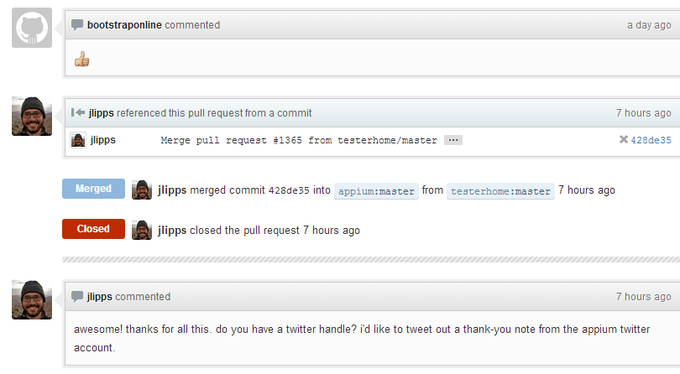 bootstraponline commented a day ago
jlipps referenced this pull request from a commit 7 hours ago
jlipps Merge pull request #1365 from testerhome/master ... 428de35
Merged jlipps merged commit 428de35 into appium:master from testerhome:master 7 hours ago
Closed jlipps closed the pull request 7 hours ago
jlipps commented 7 hours ago
awesome! thanks for all this. do you have a twitter handle? i'd like to tweet out a thank-you note from the appium twitter
account.